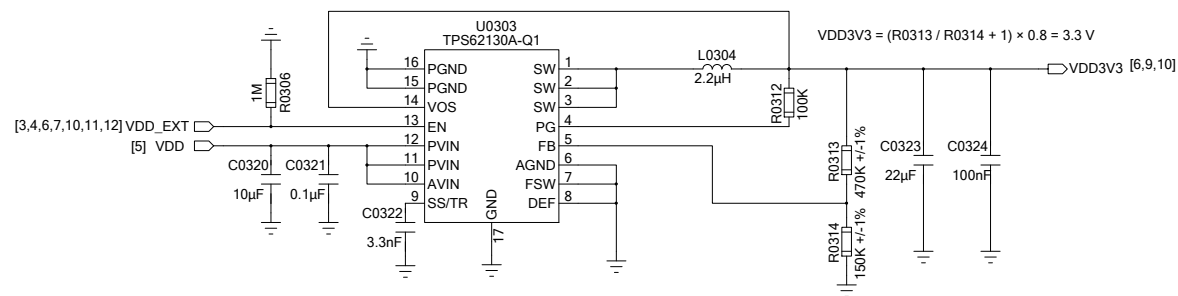 U0303
TPS62130A-Q1
VDD3V3 = (R0313 / R0314 + 1) × 0.8 = 3.3 V
1M
R0306
16 PGND
15 PGND
14 VOS
13 EN
12 PVIN
11 PVIN
10 AVIN
9 SS/TR
GND
17
SW 1
SW 2
SW 3
PG 4
FB 5
AGND 6
FSW 7
DEF 8
L0304
2.2µH
R0312
100K
VDD3V3 [6,9,10]
[3,4,6,7,10,11,12] VDD_EXT
[5] VDD
C0320
10µF
C0321
0.1µF
C0322
3.3nF
R0313
470K +/-1%
R0314
150K +/-1%
C0323
22µF
C0324
100nF